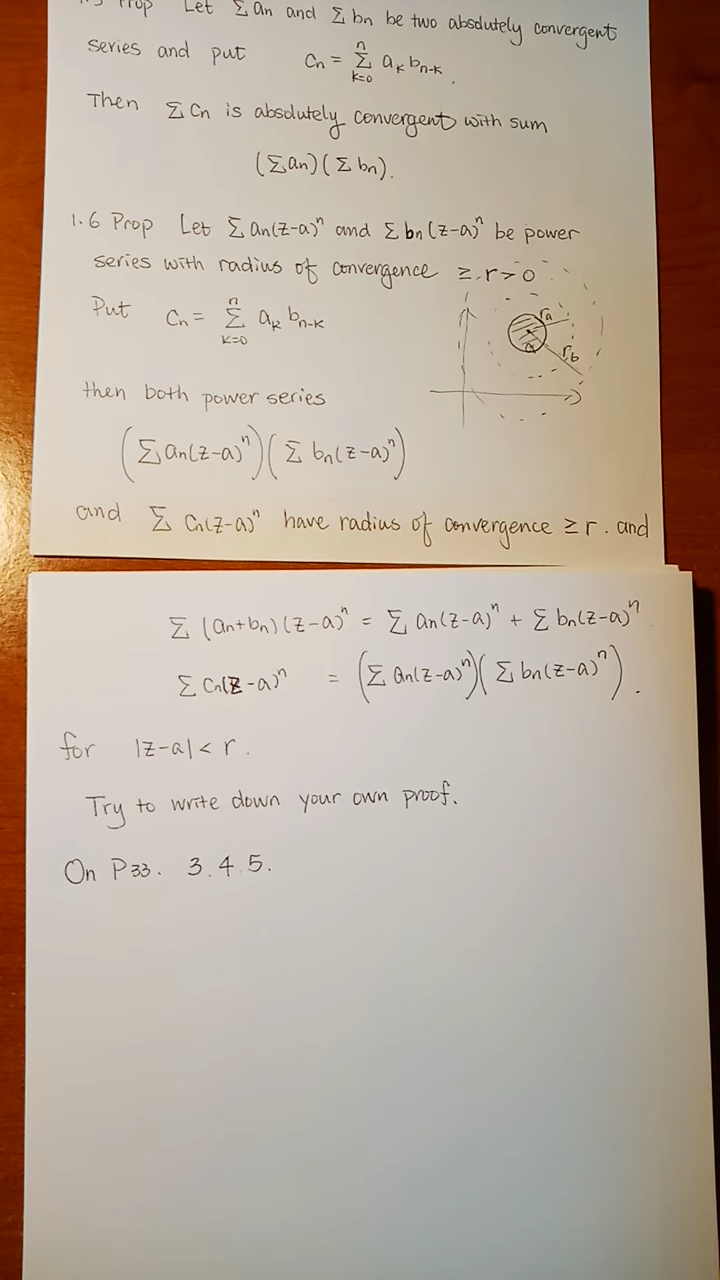 Prop Let Σ an and Σ bn be two absolutely convergent
series and put Cn = Σ_{k=0}^{n} a_k b_{n-k}.
Then Σ Cn is absolutely convergent with sum
(Σ an)(Σ bn).
1.6 Prop Let Σ an(z-a)^n and Σ bn(z-a)^n be power
series with radius of convergence ≥ r > 0
Put Cn = Σ_{k=0}^{n} a_k b_{n-k}
ra
a
rb
then both power series
(Σ an(z-a)^n)(Σ bn(z-a)^n)
and Σ Cn(z-a)^n have radius of convergence ≥ r. and
Σ (an+bn)(z-a)^n = Σ an(z-a)^n + Σ bn(z-a)^n
Σ Cn(z-a)^n = (Σ an(z-a)^n)(Σ bn(z-a)^n).
for |z-a| < r.
Try to write down your own proof.
On P33. 3.4.5.